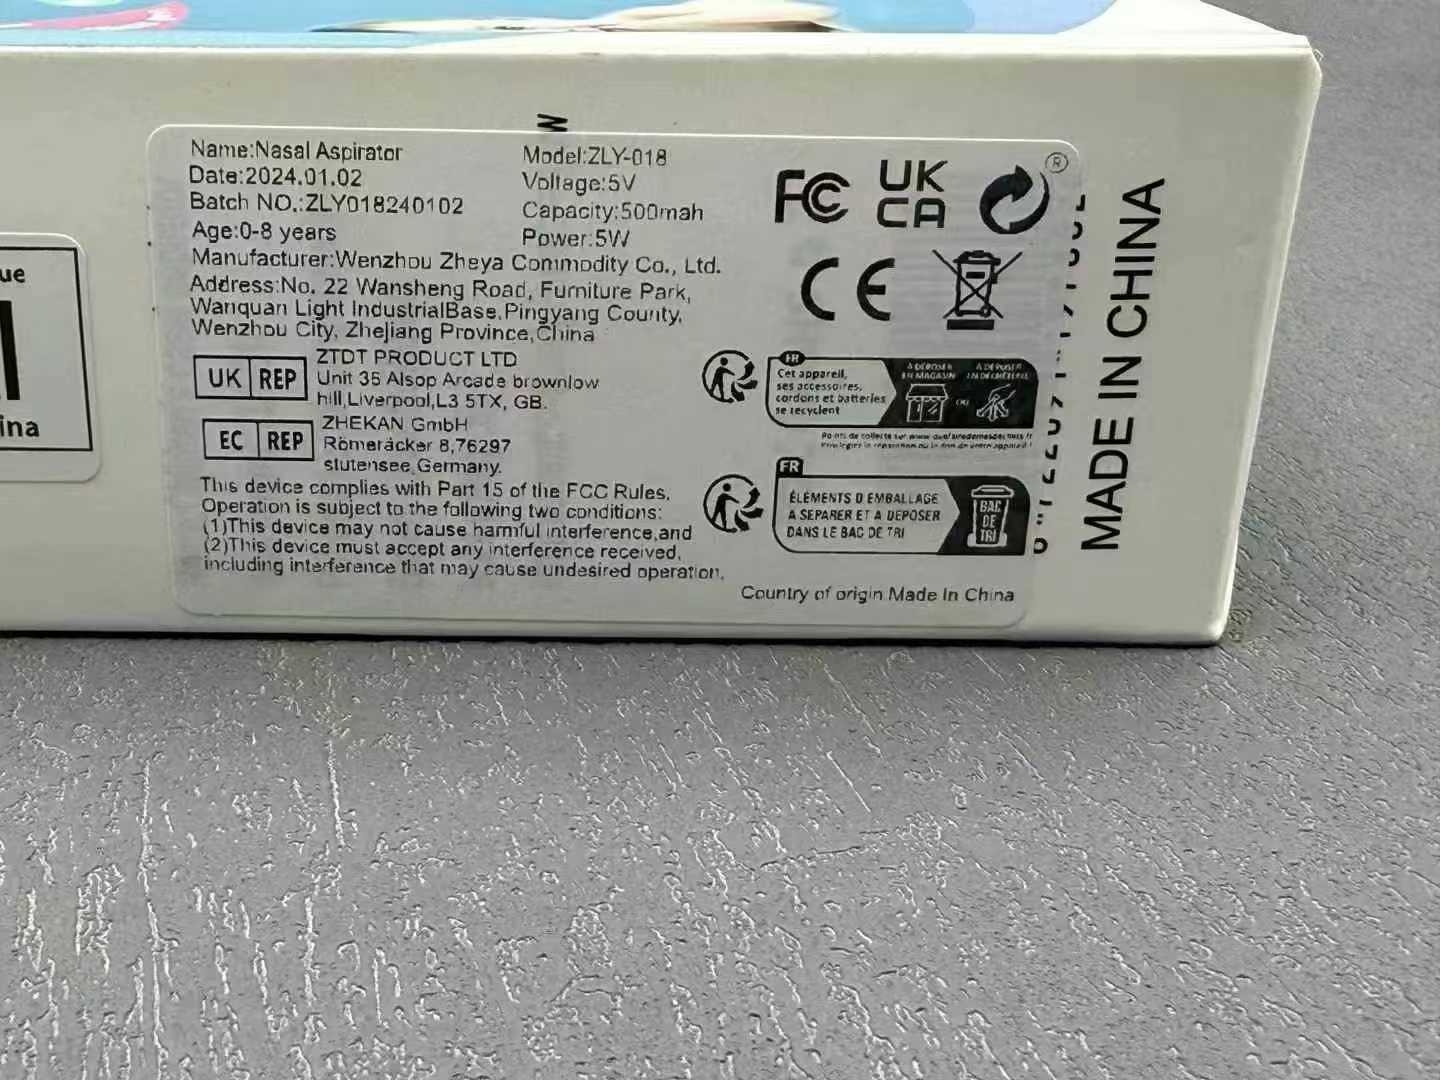 Name:Nasal Aspirator
Date:2024.01.02
Batch NO.:ZLY018240102
Age:0-8 years
Model:ZLY-018
Voltage:5V
Capacity:500mah
Power:5W
Manufacturer:Wenzhou Zheya Commodity Co., Ltd.
Address:No. 22 Wansheng Road, Furniture Park,
Wanquan Light IndustrialBase,Pingyang County,
Wenzhou City, Zhejiang Province,China
UK REP
ZTDT PRODUCT LTD
Unit 35 Alsop Arcade brownlow
hill,Liverpool,L3 5TX, GB.
EC REP
ZHEKAN GmbH
Römeräcker 8,76297
stutensee,Germany.
This device complies with Part 15 of the FCC Rules.
Operation is subject to the following two conditions:
(1)This device may not cause harmful interference,and
(2)This device must accept any interference received,
including interference that may cause undesired operation.
FC
UK
CA
®
CE
FR
Cet appareil,
ses accessoires,
cordons et batteries
se recyclent
À DÉPOSER
EN MAGASIN
OU
À DÉPOSER
EN DÉCHÈTERIE
FR
ÉLÉMENTS D EMBALLAGE
A SEPARER ET A DEPOSER
DANS LE BAC DE TRI
BAC
DE
TRI
Country of origin Made In China
MADE IN CHINA
ue
ina